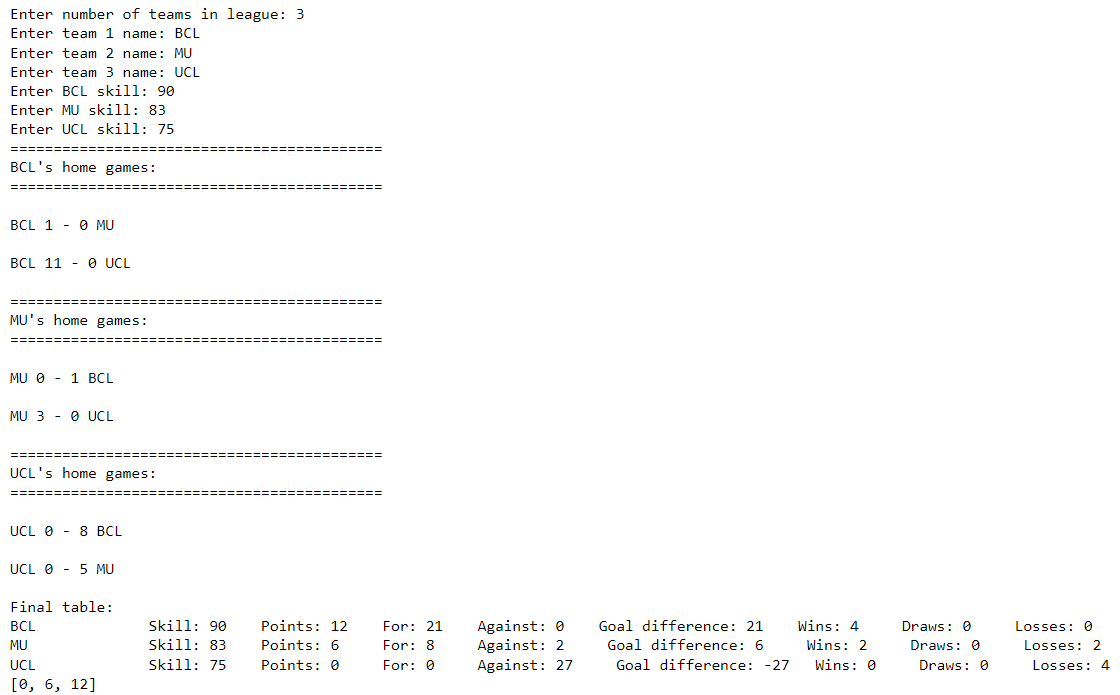 Enter number of teams in league: 3
Enter team 1 name: BCL
Enter team 2 name: MU
Enter team 3 name: UCL
Enter BCL skill: 90
Enter MU skill: 83
Enter UCL skill: 75
===========================================
BCL's home games:
===========================================
BCL 1 - 0 MU
BCL 11 - 0 UCL
===========================================
MU's home games:
===========================================
MU 0 - 1 BCL
MU 3 - 0 UCL
===========================================
UCL's home games:
===========================================
UCL 0 - 8 BCL
UCL 0 - 5 MU
Final table:
BCL Skill: 90 Points: 12 For: 21 Against: 0 Goal difference: 21 Wins: 4 Draws: 0 Losses: 0
MU Skill: 83 Points: 6 For: 8 Against: 2 Goal difference: 6 Wins: 2 Draws: 0 Losses: 2
UCL Skill: 75 Points: 0 For: 0 Against: 27 Goal difference: -27 Wins: 0 Draws: 0 Losses: 4
[0, 6, 12]